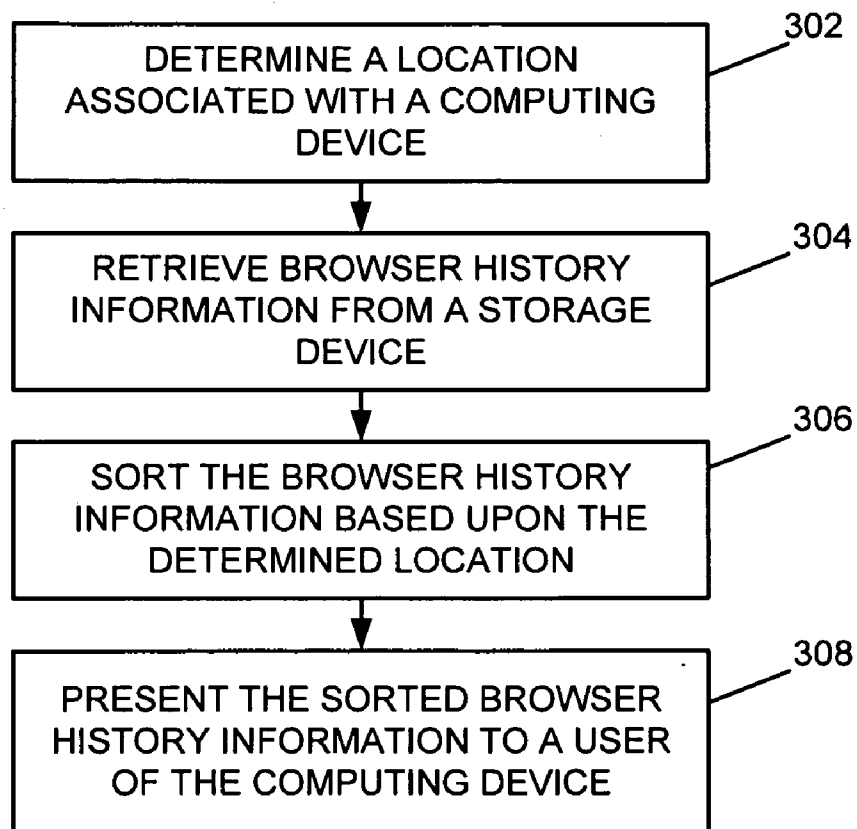 302
DETERMINE A LOCATION
ASSOCIATED WITH A COMPUTING
DEVICE
304
RETRIEVE BROWSER HISTORY
INFORMATION FROM A STORAGE
DEVICE
306
SORT THE BROWSER HISTORY
INFORMATION BASED UPON THE
DETERMINED LOCATION
308
PRESENT THE SORTED BROWSER
HISTORY INFORMATION TO A USER
OF THE COMPUTING DEVICE